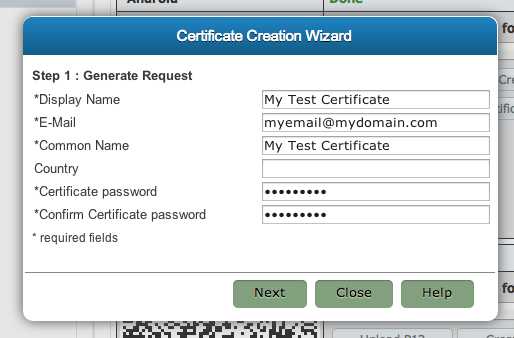 Android Done
Certificate Creation Wizard
Step 1 : Generate Request
*Display Name My Test Certificate
*E-Mail myemail@mydomain.com
*Common Name My Test Certificate
Country
*Certificate password •••••••••
*Confirm Certificate password •••••••••
* required fields
Next Close Help
Upload P12 Crea